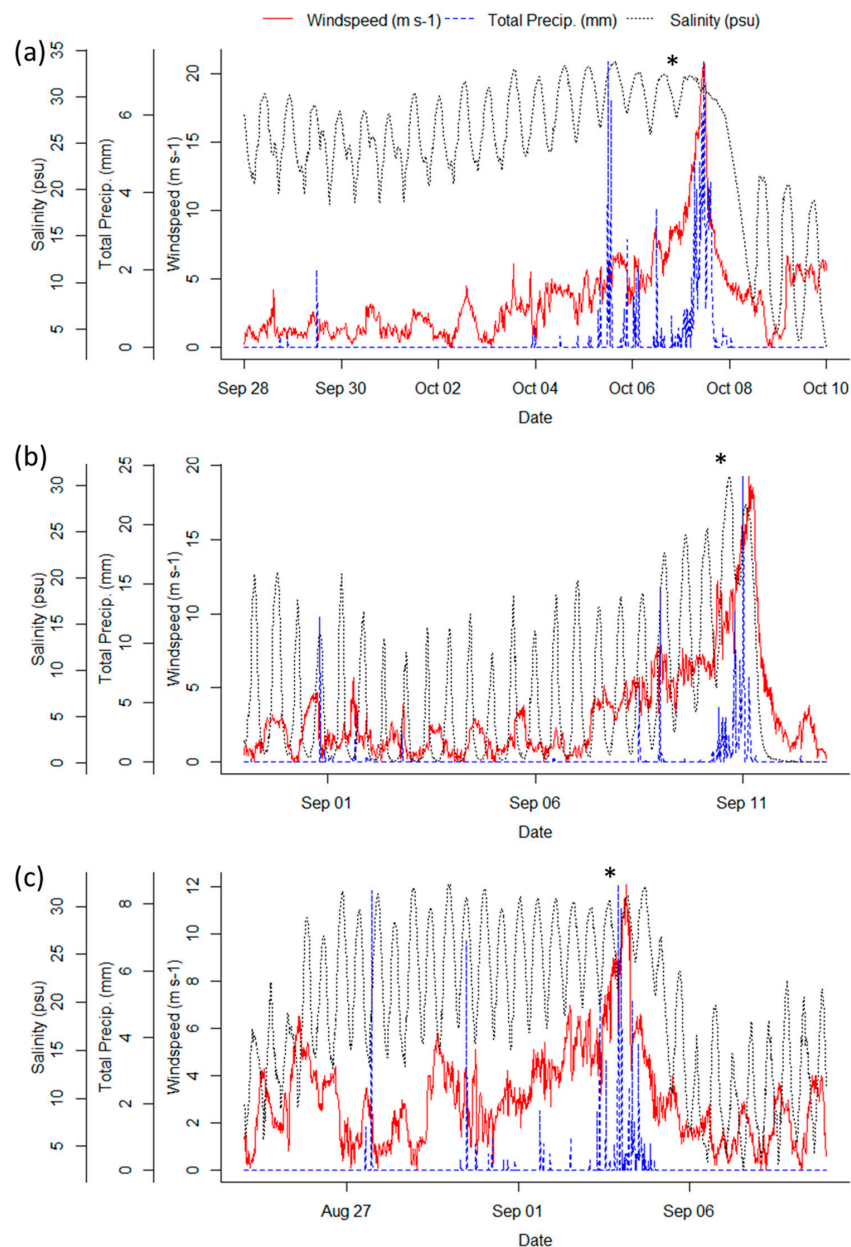 Windspeed (m s-1) Total Precip. (mm) Salinity (psu)
(a)
*
Salinity (psu)
5 10 15 20 25 30 35
Total Precip. (mm)
0 2 4 6
Windspeed (m s-1)
0 5 10 15 20
Sep 28 Sep 30 Oct 02 Oct 04 Oct 06 Oct 08 Oct 10
Date
(b)
*
Salinity (psu)
0 5 10 15 20 25 30
Total Precip. (mm)
0 5 10 15 20 25
Windspeed (m s-1)
0 5 10 15 20
Sep 01 Sep 06 Sep 11
Date
(c)
*
Salinity (psu)
5 10 15 20 25 30
Total Precip. (mm)
0 2 4 6 8
Windspeed (m s-1)
0 2 4 6 8 10 12
Aug 27 Sep 01 Sep 06
Date